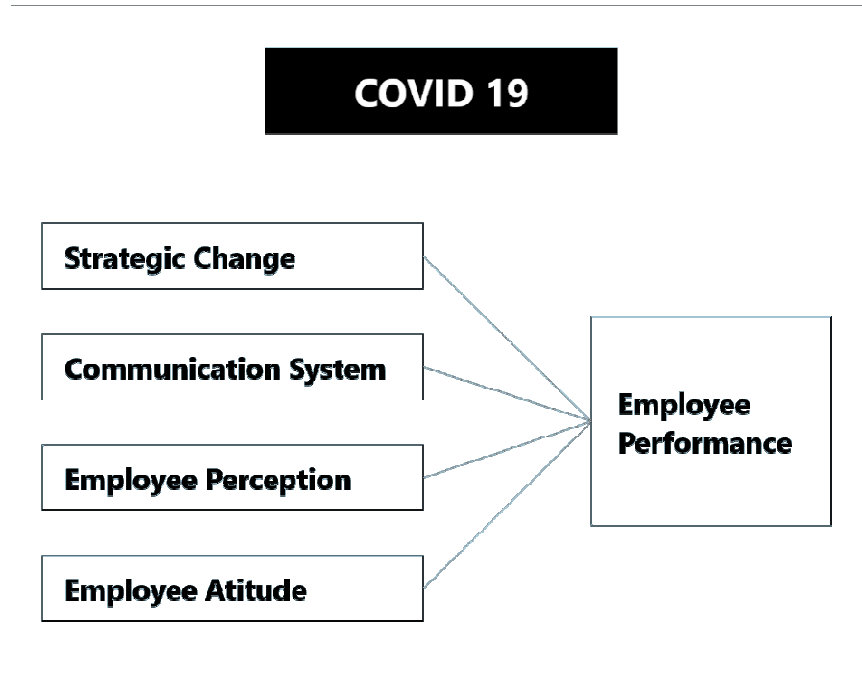 COVID 19
Strategic Change
Communication System
Employee Perception
Employee Atitude
Employee
Performance